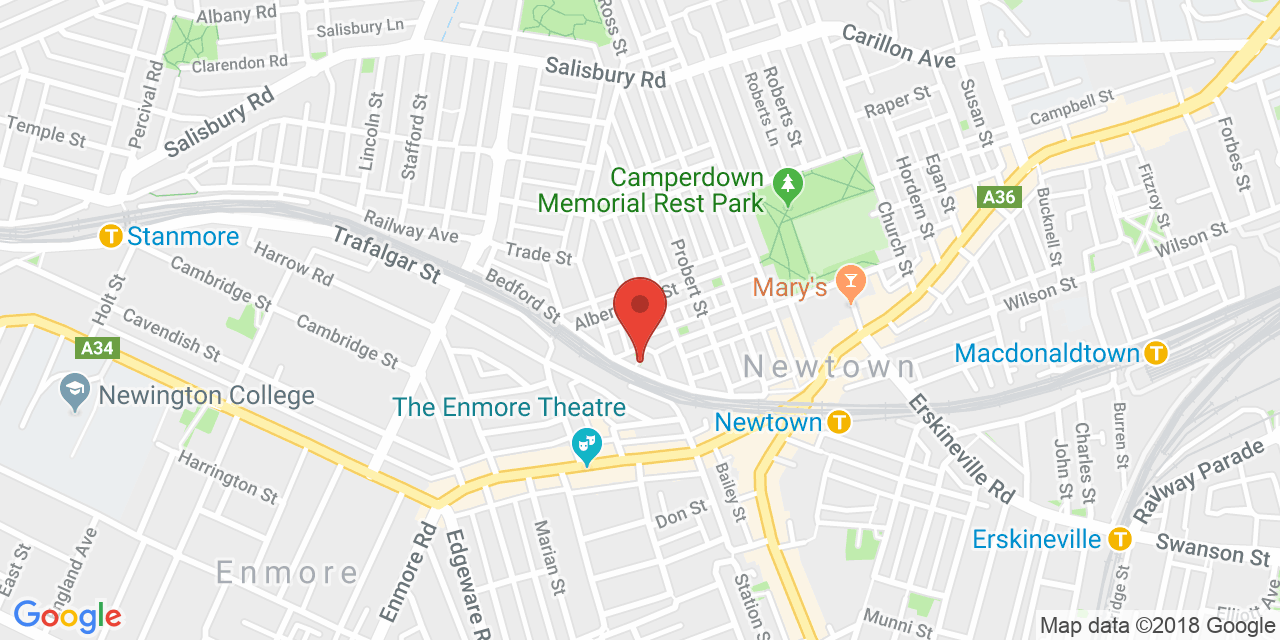 Albany Rd
Salisbury Ln
Ross St
Carillon Ave
Clarendon Rd
Salisbury Rd
Percival Rd
Salisbury Rd
Roberts St
Roberts Ln
Raper St
Susan St
Campbell St
Temple St
Lincoln St
Stafford St
Forbes St
Egan St
Hordern St
Camperdown
Memorial Rest Park
A36
Bucknell St
Fitzroy St
Church St
Wilson St
Railway Ave
Stanmore
Trafalgar St
Harrow Rd
Trade St
Probert St
Bedford St
Cambridge St
Holt St
Mary's
Wilson St
Cavendish St
Cambridge St
A34
Newtown
Macdonaldtown
Newington College
The Enmore Theatre
Newtown
Erskineville Rd
Burren St
Charles St
John St
Railway Parade
Harrington St
Bailey St
Don St
Enmore Rd
Edgeware R
Marian St
Erskineville
Swanson St
East St
Enmore
Station S
Munni St
Google
Map data ©2018 Google